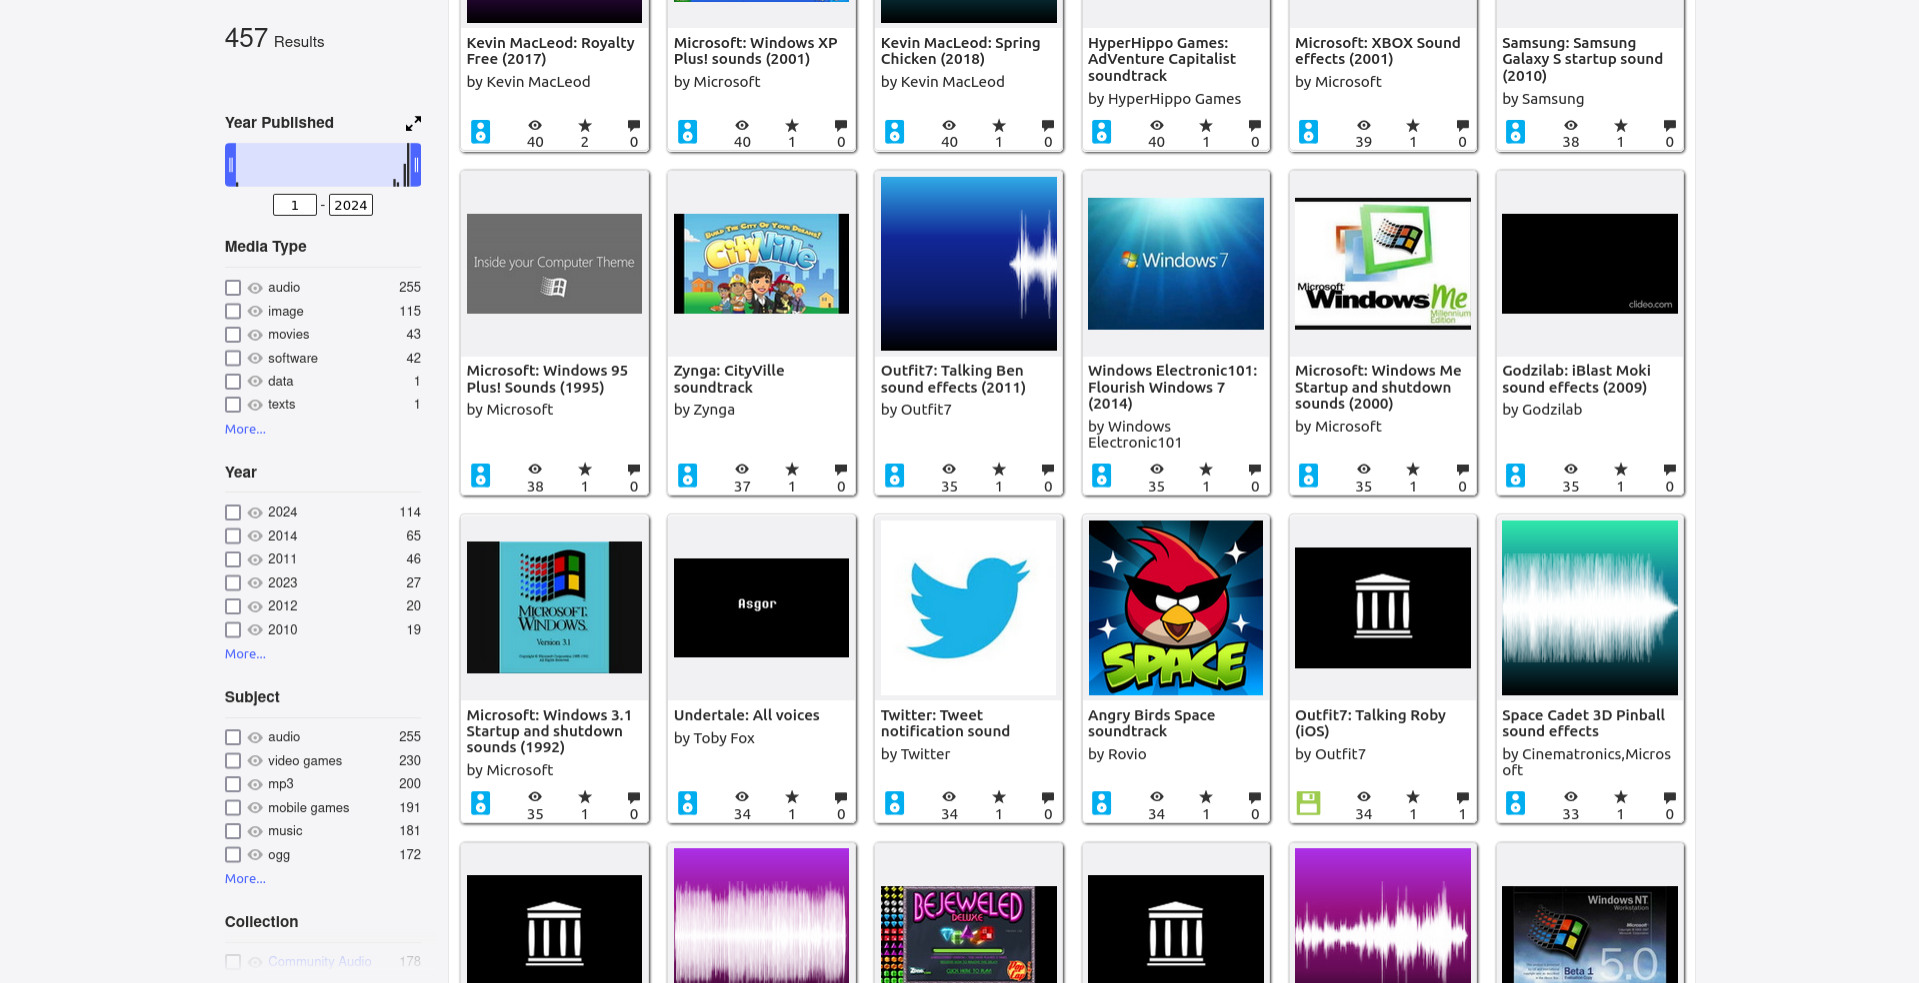 457 Results
Year Published
1 - 2024
Media Type
audio 255
image 115
movies 43
software 42
data 1
texts 1
More...
Year
2024 114
2014 65
2011 46
2023 27
2012 20
2010 19
More...
Subject
audio 255
video games 230
mp3 200
mobile games 191
music 181
ogg 172
More...
Collection
Community Audio 178
Kevin MacLeod: Royalty
Free (2017)
by Kevin MacLeod
40 2 0
Microsoft: Windows XP
Plus! sounds (2001)
by Microsoft
40 1 0
Kevin MacLeod: Spring
Chicken (2018)
by Kevin MacLeod
40 1 0
HyperHippo Games:
AdVenture Capitalist
soundtrack
by HyperHippo Games
40 1 0
Microsoft: XBOX Sound
effects (2001)
by Microsoft
39 1 0
Samsung: Samsung
Galaxy S startup sound
(2010)
by Samsung
38 1 0
Inside your Computer Theme
Microsoft: Windows 95
Plus! Sounds (1995)
by Microsoft
38 1 0
BUILD THE CITY OF YOUR DREAMS!
CityVille
Zynga: CityVille
soundtrack
by Zynga
37 1 0
Outfit7: Talking Ben
sound effects (2011)
by Outfit7
35 1 0
Windows 7
Windows Electronic101:
Flourish Windows 7
(2014)
by Windows
Electronic101
35 1 0
Microsoft
Windows Me
Millennium
Edition
Microsoft: Windows Me
Startup and shutdown
sounds (2000)
by Microsoft
35 1 0
clideo.com
Godzilab: iBlast Moki
sound effects (2009)
by Godzilab
35 1 0
MICROSOFT.
WINDOWS.
Version 3.1
Microsoft: Windows 3.1
Startup and shutdown
sounds (1992)
by Microsoft
35 1 0
Asgor
Undertale: All voices
by Toby Fox
34 1 0
Twitter: Tweet
notification sound
by Twitter
34 1 0
SPACE
Angry Birds Space
soundtrack
by Rovio
34 1 0
Outfit7: Talking Roby
(iOS)
by Outfit7
34 1 1
Space Cadet 3D Pinball
sound effects
by Cinematronics,Micros
oft
33 1 0
BEJEWELED
DELUXE
CLICK HERE TO PLAY!
Windows NT
Workstation
Microsoft
Beta 1
5.0